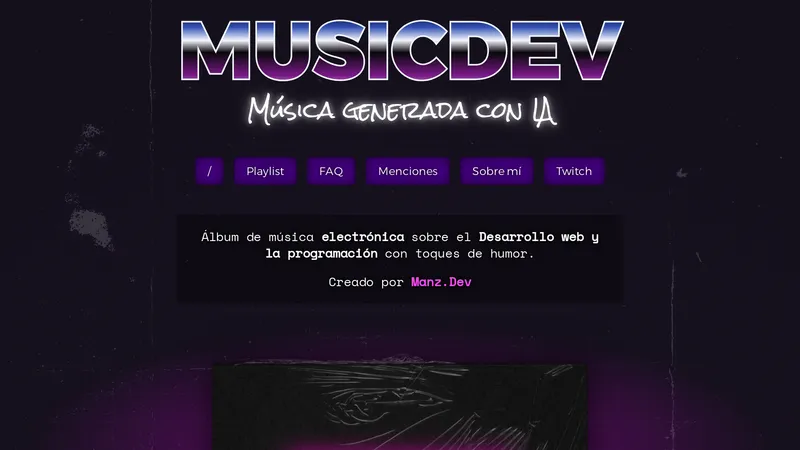 MUSICDEV
Música generada con IA
/ Playlist FAQ Menciones Sobre mí Twitch
Álbum de música electrónica sobre el Desarrollo web y
la programación con toques de humor.
Creado por Manz.Dev